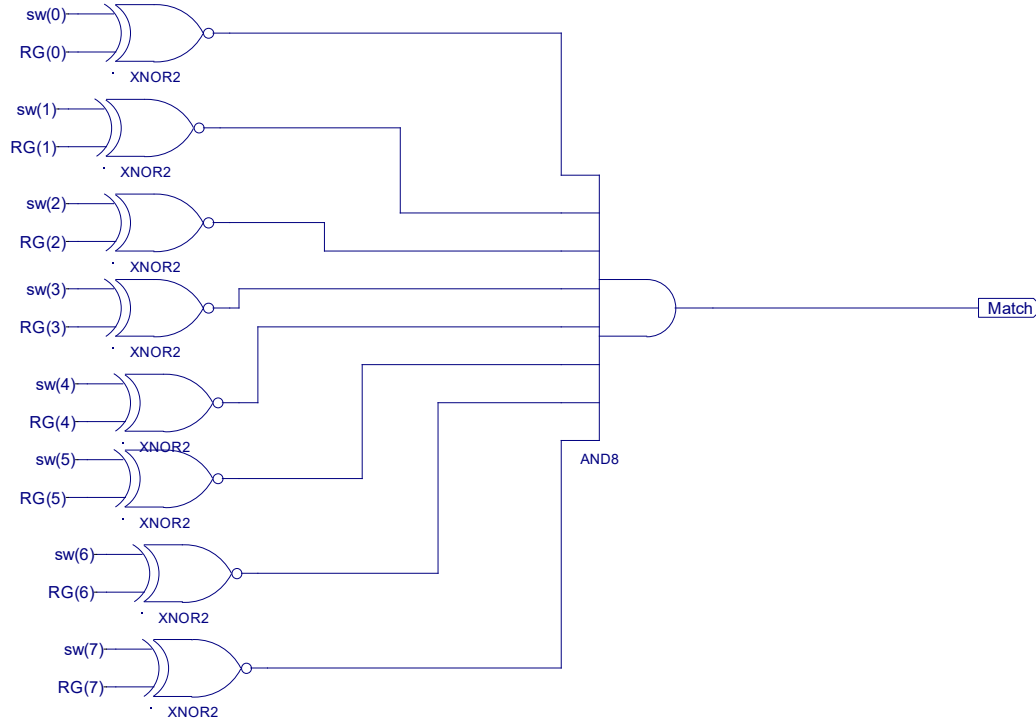 sw(0)
RG(0)
XNOR2
sw(1)
RG(1)
XNOR2
sw(2)
RG(2)
XNOR2
sw(3)
RG(3)
XNOR2
Match
sw(4)
RG(4)
XNOR2
sw(5)
AND8
RG(5)
XNOR2
sw(6)
RG(6)
XNOR2
sw(7)
RG(7)
XNOR2